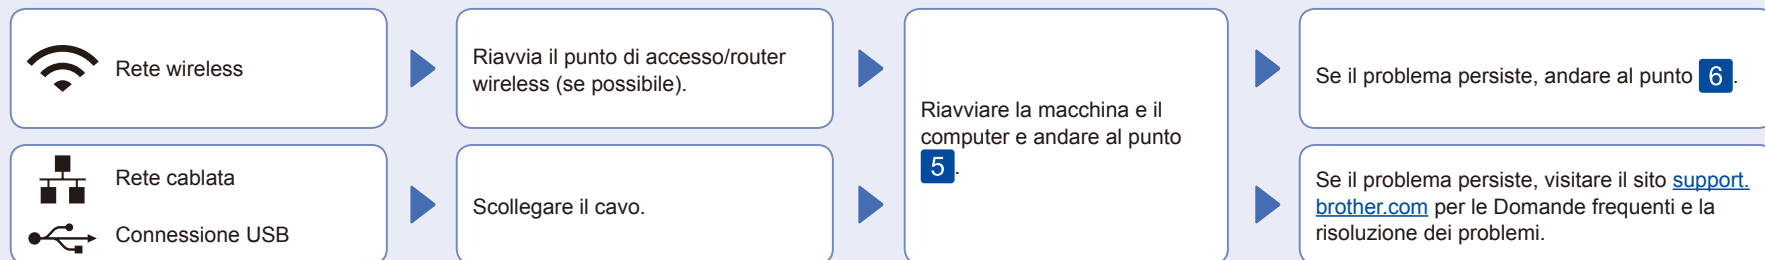 Rete wireless
Riavvia il punto di accesso/router
wireless (se possibile).
Rete cablata
Connessione USB
Scollegare il cavo.
Riavviare la macchina e il
computer e andare al punto
5.
Se il problema persiste, andare al punto 6.
Se il problema persiste, visitare il sito support.
brother.com per le Domande frequenti e la
risoluzione dei problemi.